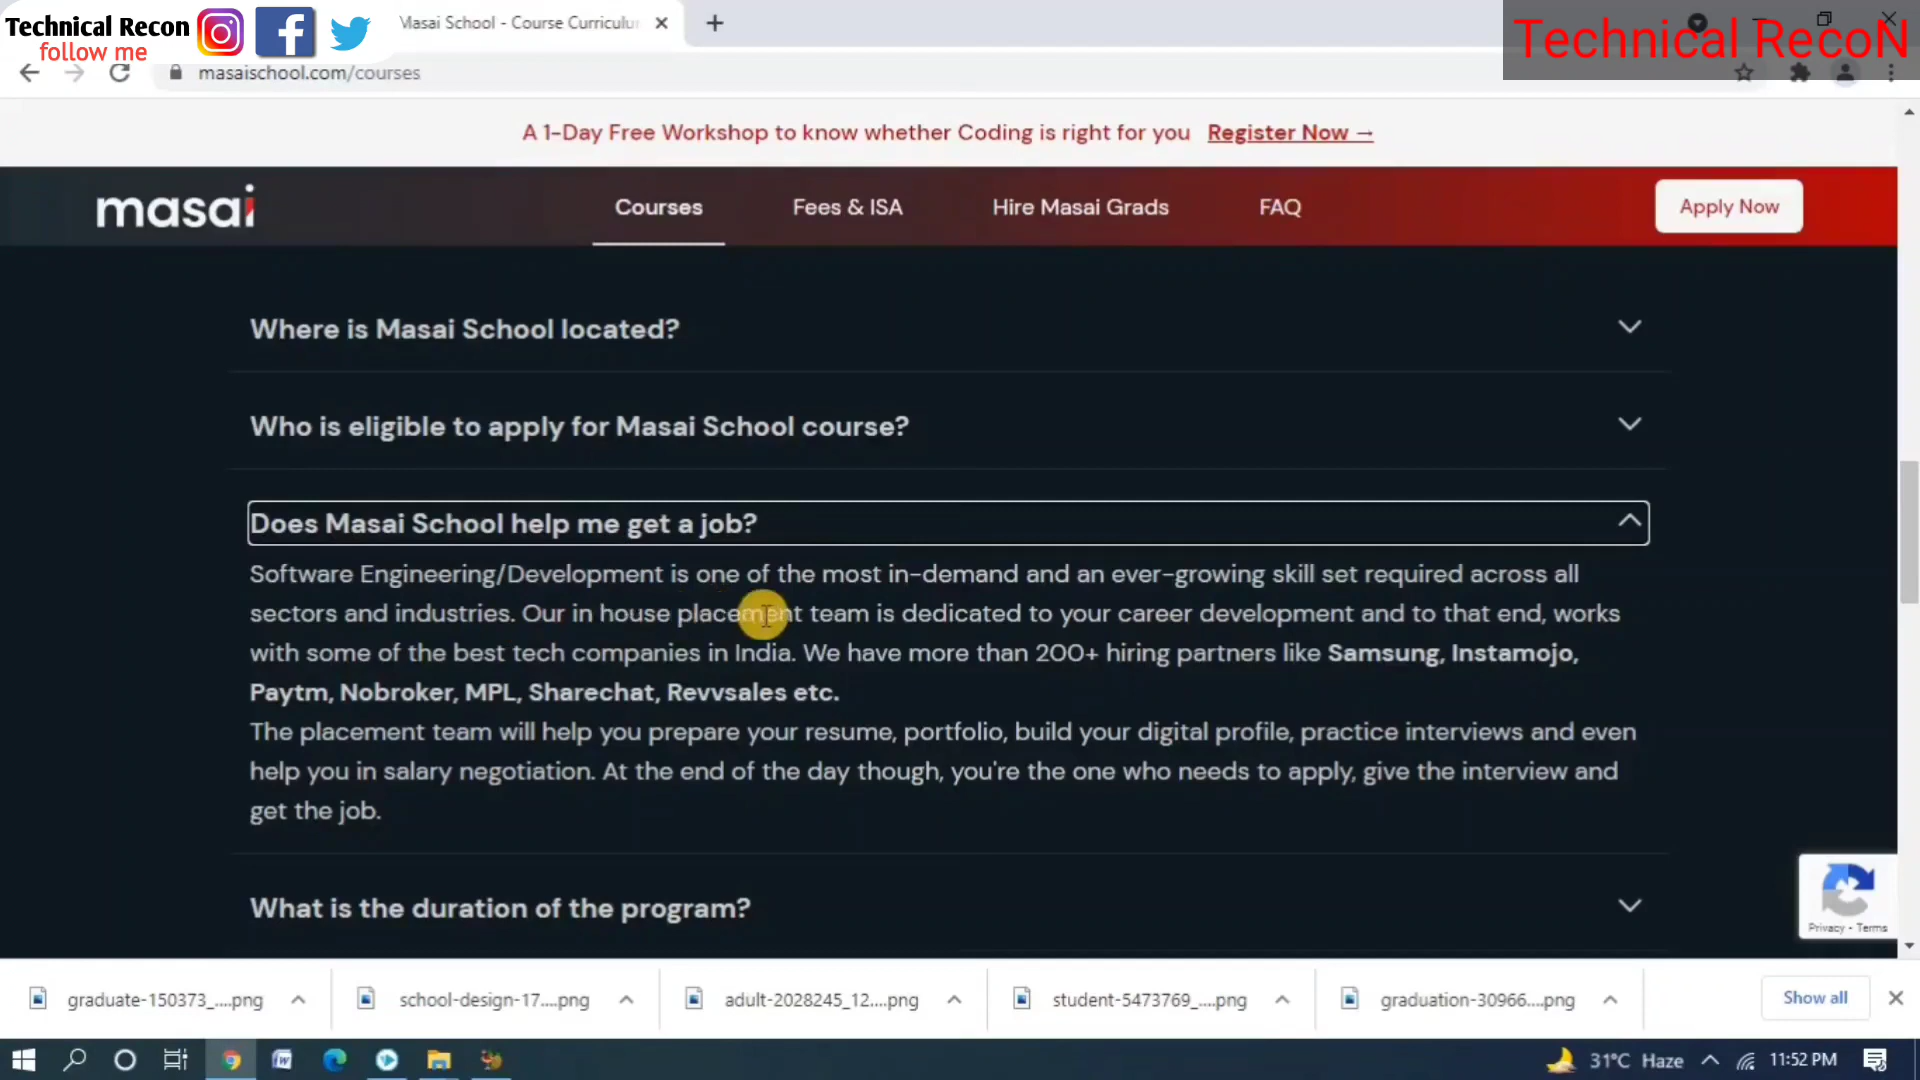 Technical Recon
follow me
Masai School - Course Curriculu
Technical RecoN
masaischool.com/courses
A 1-Day Free Workshop to know whether Coding is right for you Register Now →
masai
Courses
Fees & ISA
Hire Masai Grads
FAQ
Apply Now
Where is Masai School located?
Who is eligible to apply for Masai School course?
Does Masai School help me get a job?
Software Engineering/Development is one of the most in-demand and an ever-growing skill set required across all
sectors and industries. Our in house placement team is dedicated to your career development and to that end, works
with some of the best tech companies in India. We have more than 200+ hiring partners like Samsung, Instamojo,
Paytm, Nobroker, MPL, Sharechat, Revvsales etc.
The placement team will help you prepare your resume, portfolio, build your digital profile, practice interviews and even
help you in salary negotiation. At the end of the day though, you're the one who needs to apply, give the interview and
get the job.
What is the duration of the program?
Privacy - Terms
graduate-150373_....png
school-design-17....png
adult-2028245_12....png
student-5473769_....png
graduation-30966....png
Show all
31°C Haze
11:52 PM